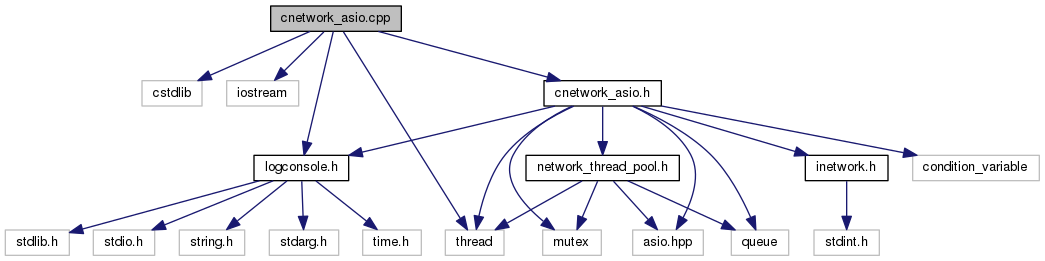 cnetwork_asio.cpp
cstdlib
iostream
cnetwork_asio.h
logconsole.h
network_thread_pool.h
inetwork.h
condition_variable
stdlib.h
stdio.h
string.h
stdarg.h
time.h
thread
mutex
asio.hpp
queue
stdint.h